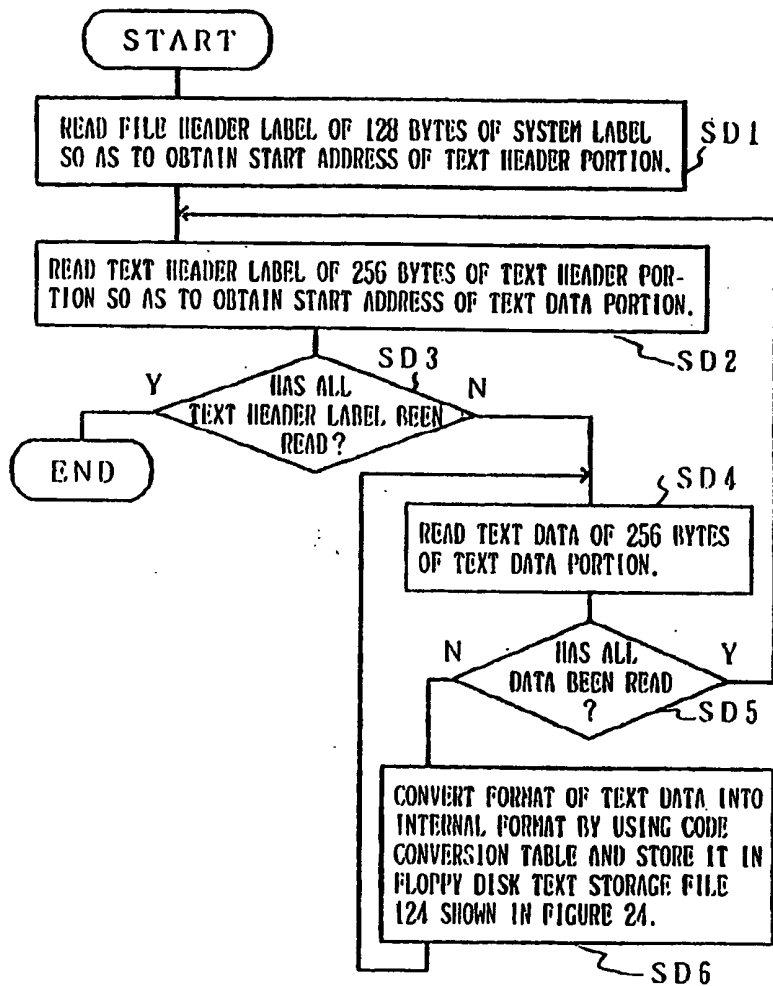 START
READ FILE HEADER LABEL OF 128 BYTES OF SYSTEM LABEL
SO AS TO OBTAIN START ADDRESS OF TEXT HEADER PORTION.
SD1
READ TEXT HEADER LABEL OF 256 BYTES OF TEXT HEADER POR-
TION SO AS TO OBTAIN START ADDRESS OF TEXT DATA PORTION.
SD2
SD3
Y
HAS ALL
TEXT HEADER LABEL BEEN
READ?
N
END
SD4
READ TEXT DATA OF 256 BYTES
OF TEXT DATA PORTION.
N
HAS ALL
DATA BEEN READ
?
Y
SD5
CONVERT FORMAT OF TEXT DATA INTO
INTERNAL FORMAT BY USING CODE
CONVERSION TABLE AND STORE IT IN
FLOPPY DISK TEXT STORAGE FILE
124 SHOWN IN FIGURE 24.
SD6